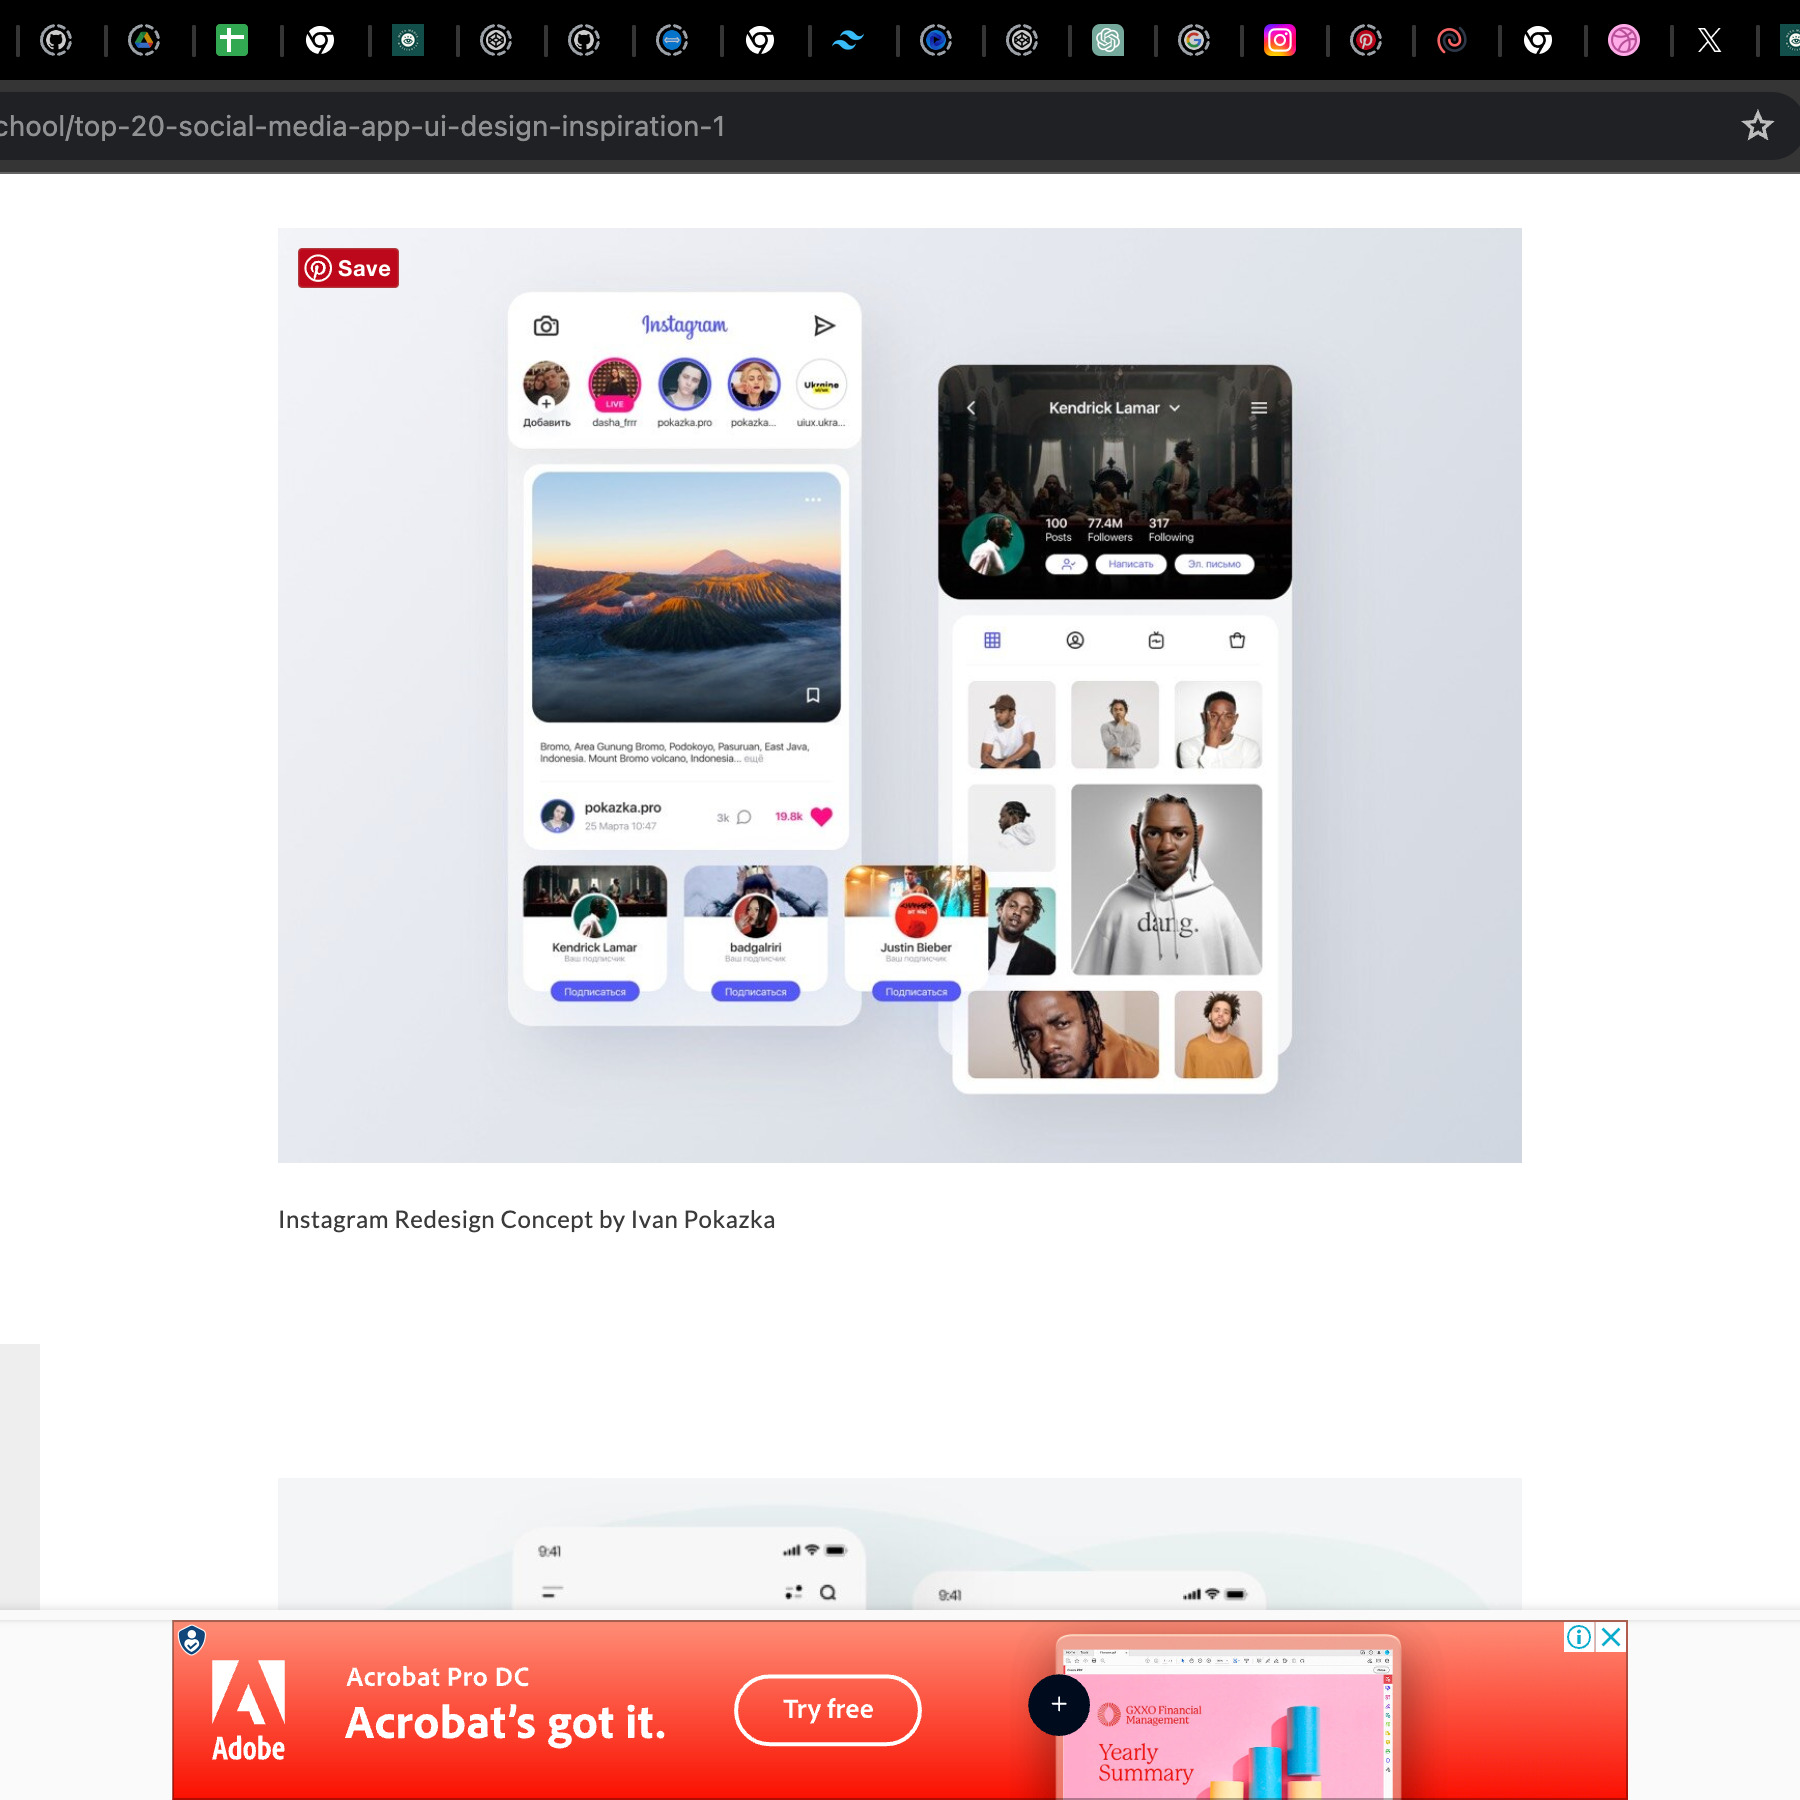 chool/top-20-social-media-app-ui-design-inspiration-1
Save
Instagram
LIVE
Ukraine
Добавить
dasha_frrr
pokazka.pro
pokazka...
uiux.ukra...
Bromo, Area Gunung Bromo, Podokoyo, Pasuruan, East Java,
Indonesia. Mount Bromo volcano, Indonesia... ещё
pokazka.pro
25 Марта 10:47
3k
19.8k
Kendrick Lamar
Ваш подписчик
Подписаться
badgalriri
Ваш подписчик
Подписаться
Justin Bieber
Ваш подписчик
Подписаться
Kendrick Lamar
100 77.4M 317
Posts Followers Following
Написать
Эл. письмо
dang.
Instagram Redesign Concept by Ivan Pokazka
9:41
9:41
Adobe
Acrobat Pro DC
Acrobat's got it.
Try free
GXXO Financial
Management
Yearly
Summary